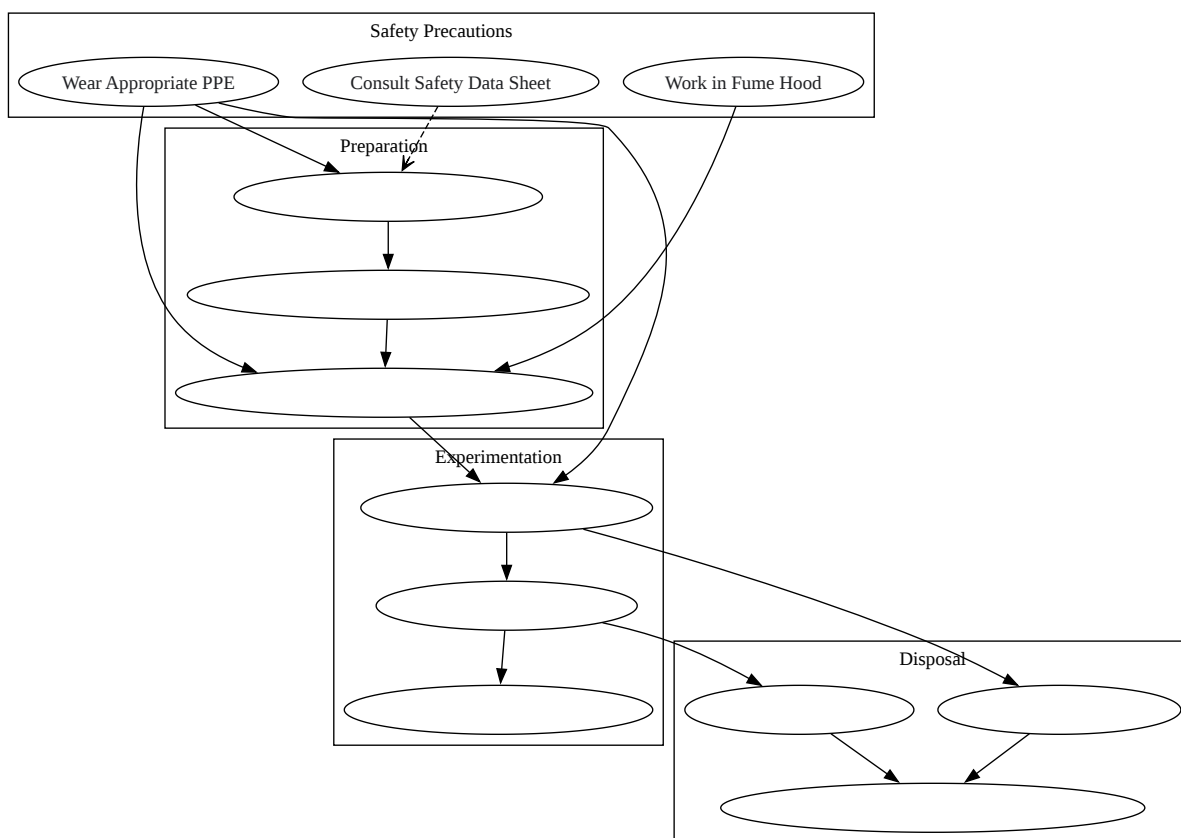 Safety Precautions
Wear Appropriate PPE
Consult Safety Data Sheet
Work in Fume Hood
Preparation
Experimentation
Disposal